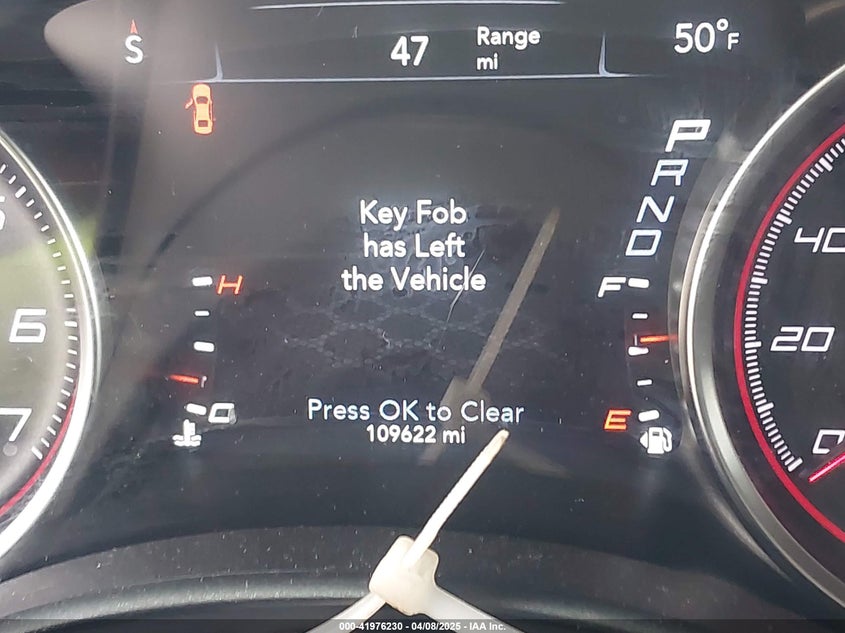 S
47
Range
mi
50°F
P
R
N
D
Key Fob
has Left
the Vehicle
H
C
F
E
Press OK to Clear
109622 mi
6
7
40
20
0
000-41976230 - 04/08/2025 - IAA Inc.